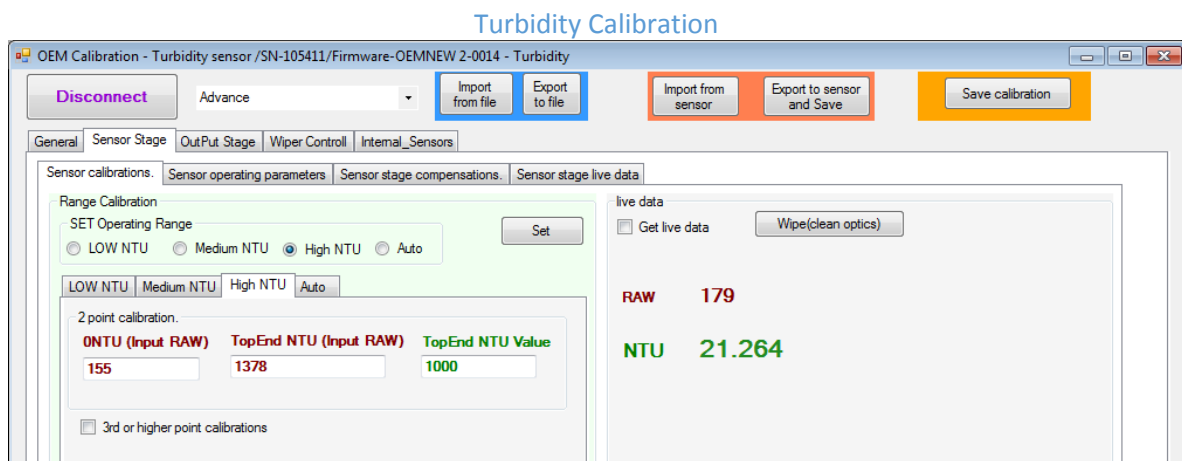 Turbidity Calibration
OEM Calibration - Turbidity sensor /SN-105411/Firmware-OEMNEW 2-0014 - Turbidity
Disconnect
Advance
Import from file
Export to file
Import from sensor
Export to sensor and Save
Save calibration
General
Sensor Stage
OutPut Stage
Wiper Controll
Internal_Sensors
Sensor calibrations.
Sensor operating parameters
Sensor stage compensations.
Sensor stage live data
Range Calibration
SET Operating Range
LOW NTU
Medium NTU
High NTU
Auto
Set
LOW NTU
Medium NTU
High NTU
Auto
2 point calibration.
0NTU (Input RAW)
TopEnd NTU (Input RAW)
TopEnd NTU Value
155
1378
1000
3rd or higher point calibrations
live data
Get live data
Wipe(clean optics)
RAW 179
NTU 21.264